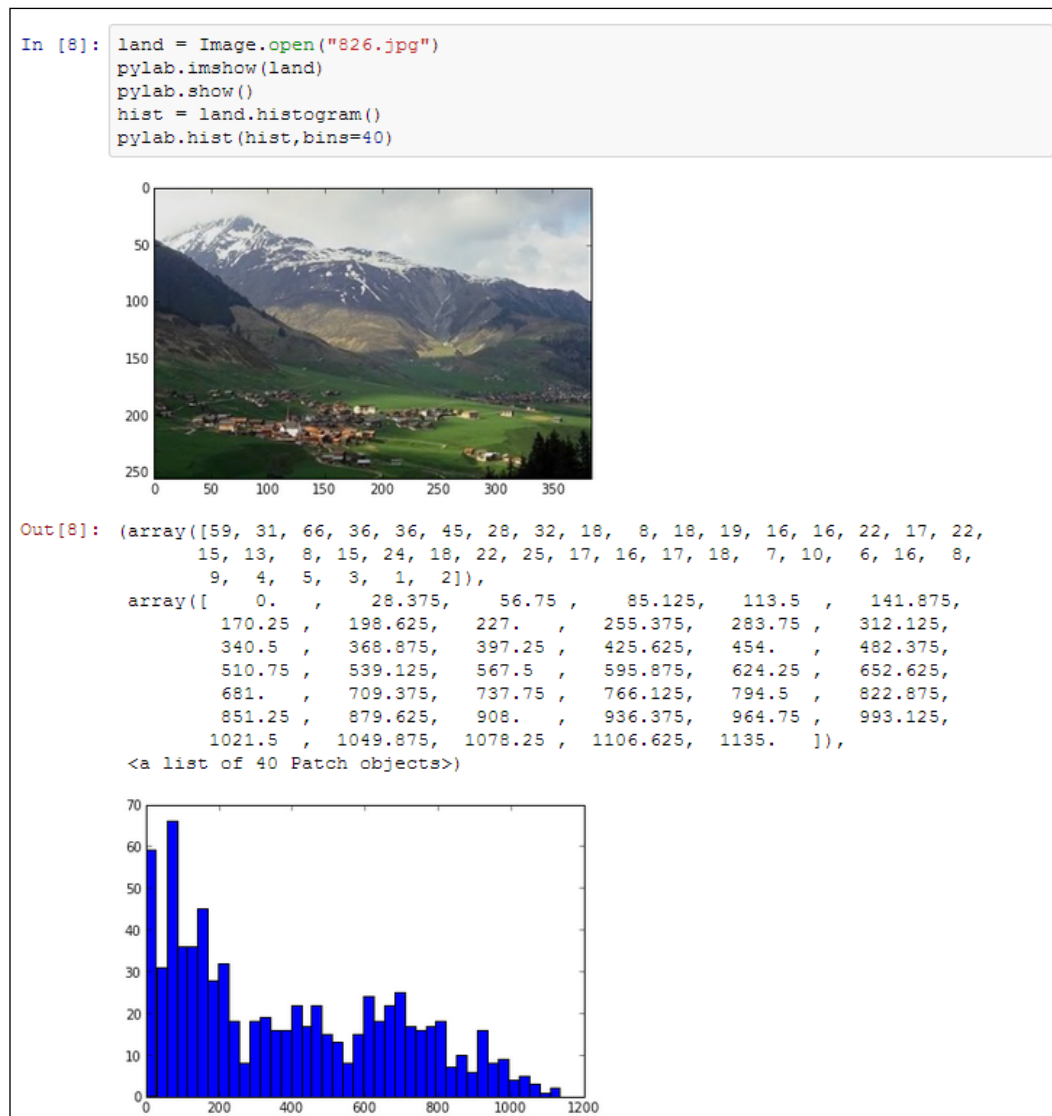 In [8]: land = Image.open("826.jpg")
pylab.imshow(land)
pylab.show()
hist = land.histogram()
pylab.hist(hist,bins=40)
0
50
100
150
200
250
0 50 100 150 200 250 300 350
Out[8]: (array([59, 31, 66, 36, 36, 45, 28, 32, 18, 8, 18, 19, 16, 16, 22, 17, 22,
15, 13, 8, 15, 24, 18, 22, 25, 17, 16, 17, 18, 7, 10, 6, 16, 8,
9, 4, 5, 3, 1, 2]),
array([ 0. , 28.375, 56.75 , 85.125, 113.5 , 141.875,
170.25 , 198.625, 227. , 255.375, 283.75 , 312.125,
340.5 , 368.875, 397.25 , 425.625, 454. , 482.375,
510.75 , 539.125, 567.5 , 595.875, 624.25 , 652.625,
681. , 709.375, 737.75 , 766.125, 794.5 , 822.875,
851.25 , 879.625, 908. , 936.375, 964.75 , 993.125,
1021.5 , 1049.875, 1078.25 , 1106.625, 1135. ]),
<a list of 40 Patch objects>)
70
60
50
40
30
20
10
0
0 200 400 600 800 1000 1200